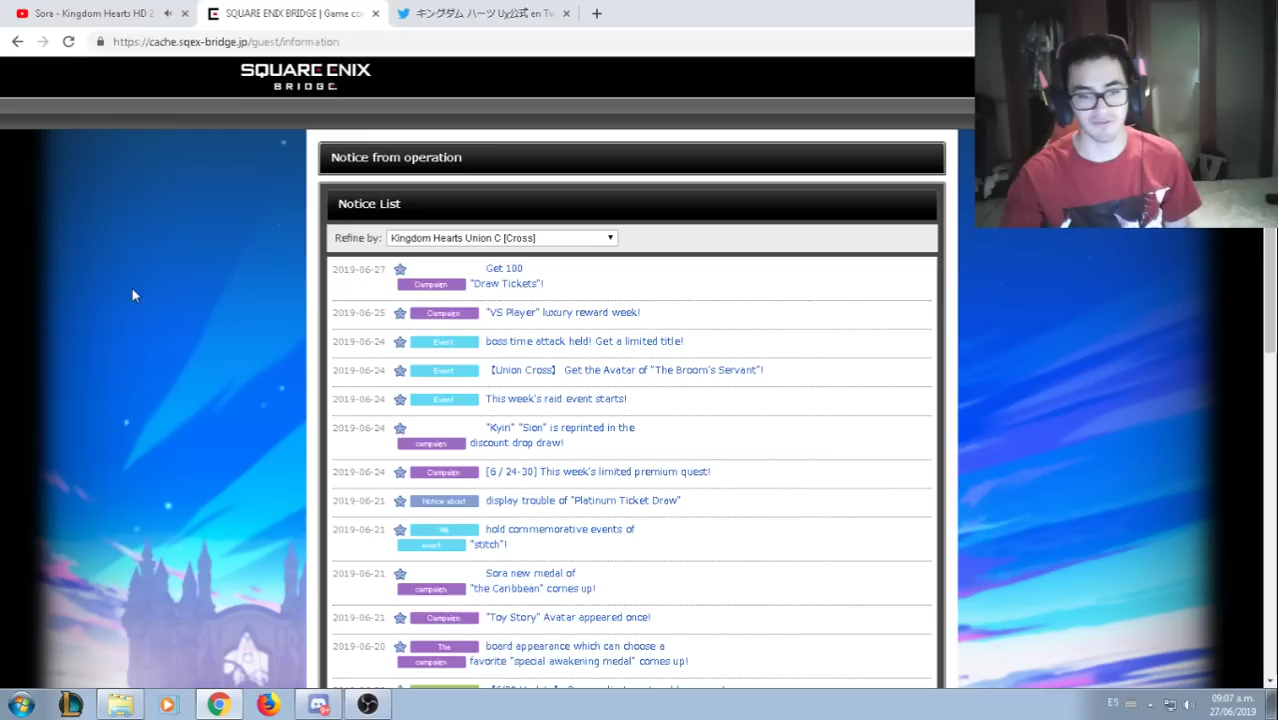 Sora - Kingdom Hearts HD 2
SQUARE ENIX BRIDGE | Game co
キングダム ハーツ Uχ公式 en Tw
https://cache.sqex-bridge.jp/guest/information
SQUARE ENIX
BRIDGE
Notice from operation
Notice List
Refine by: Kingdom Hearts Union C [Cross]
2019-06-27 Get 100
Campaign "Draw Tickets"!
2019-06-25 Campaign "VS Player" luxury reward week!
2019-06-24 Event boss time attack held! Get a limited title!
2019-06-24 Event 【Union Cross】 Get the Avatar of "The Broom's Servant"!
2019-06-24 Event This week's raid event starts!
2019-06-24 "Kyiri" "Sion" is reprinted in the
campaign discount drop draw!
2019-06-24 Campaign [6 / 24-30] This week's limited premium quest!
2019-06-21 Notice about display trouble of "Platinum Ticket Draw"
2019-06-21 We hold commemorative events of
event "stitch"!
2019-06-21 Sora new medal of
campaign "the Caribbean" comes up!
2019-06-21 Campaign "Toy Story" Avatar appeared once!
2019-06-20 The board appearance which can choose a
campaign favorite "special awakening medal" comes up!
ES
09:07 a.m.
27/06/2019